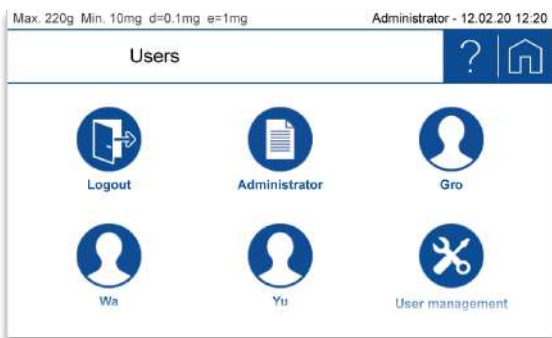 Max. 220g Min. 10mg d=0.1mg e=1mg Administrator - 12.02.20 12:20
Users ?
Logout Administrator Gro
Wa Yu User management